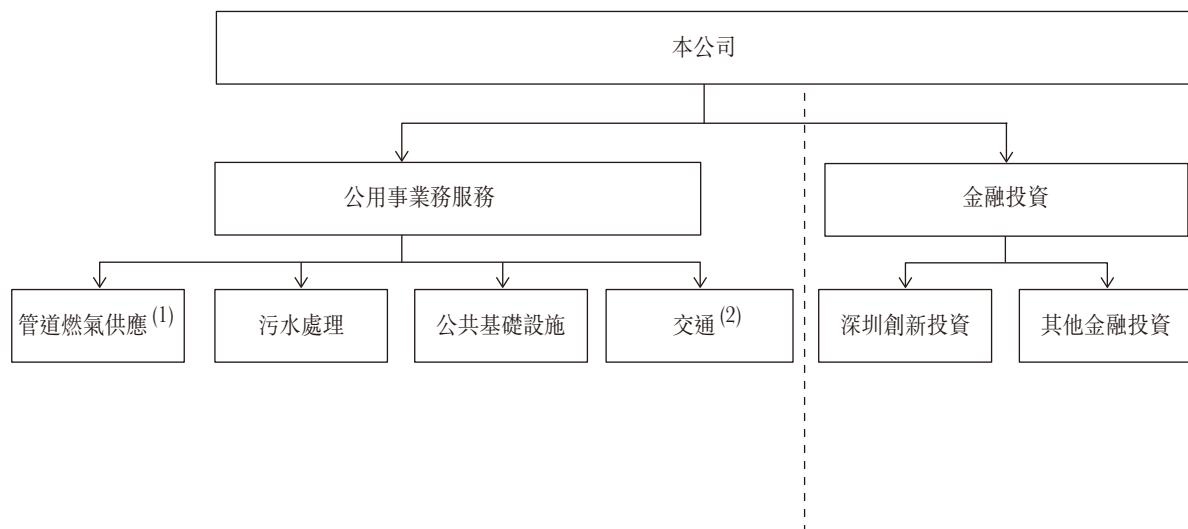 本公司
公用事業務服務
金融投資
管道燃氣供應(1)
污水處理
公共基礎設施
交通(2)
深圳創新投資
其他金融投資